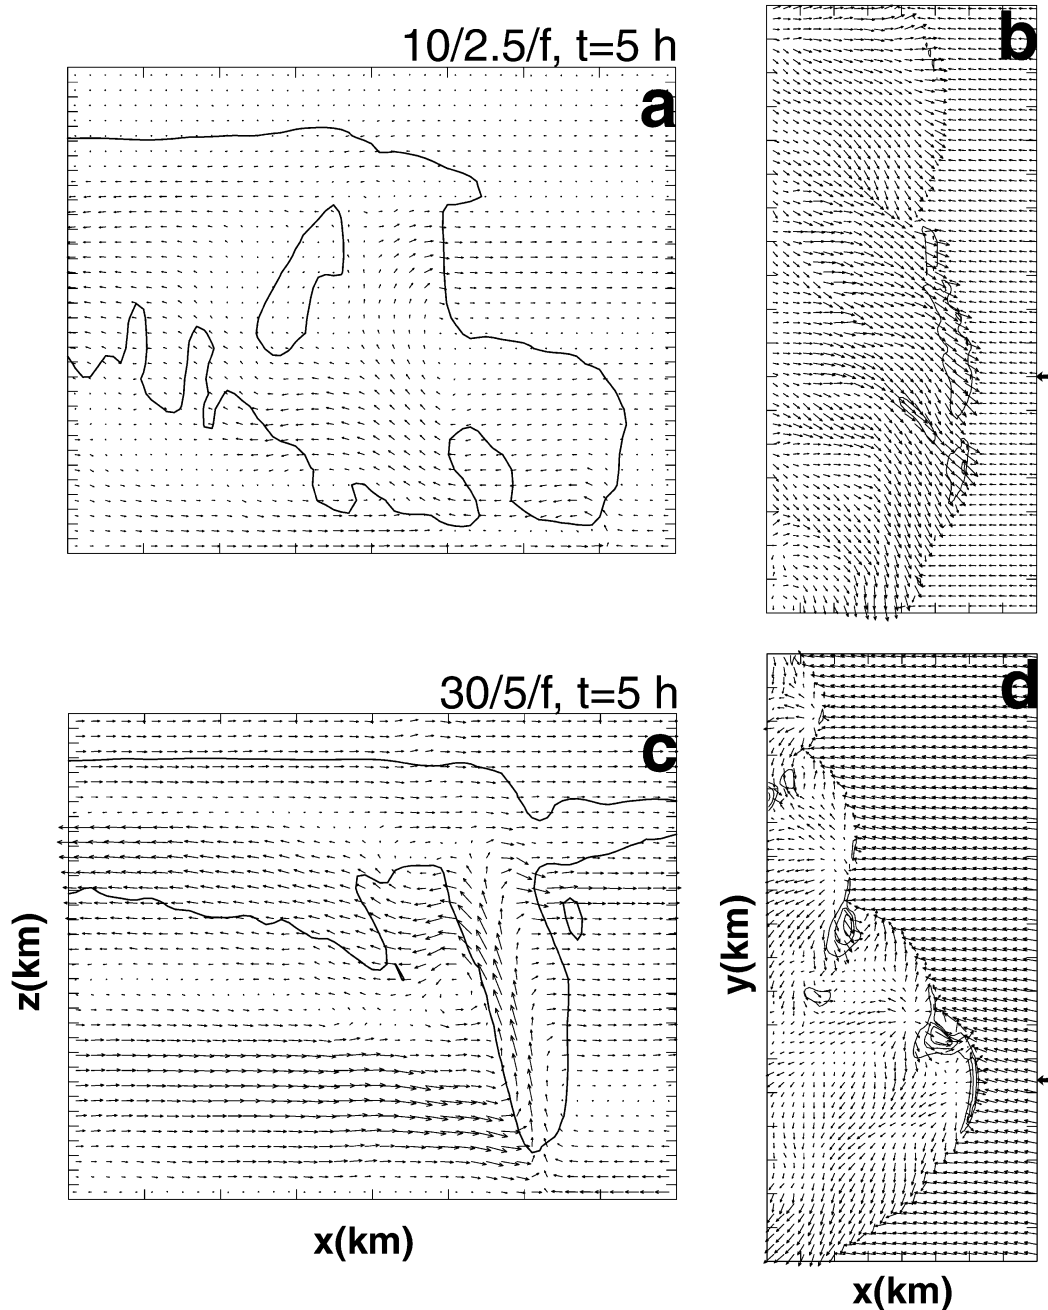 10/2.5/f, t=5 h
a
b
30/5/f, t=5 h
c
d
z(km)
y(km)
x(km)
x(km)